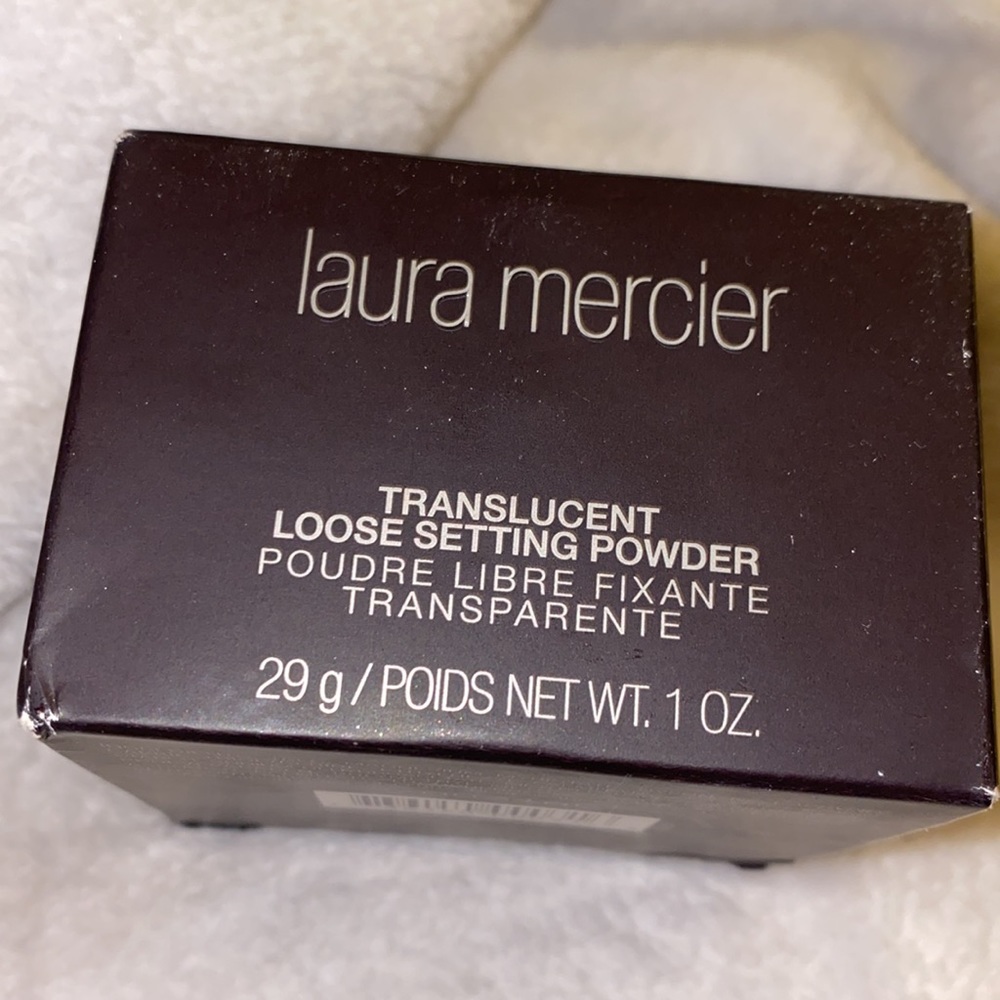 laura mercier
TRANSLUCENT
LOOSE SETTING POWDER
POUDRE LIBRE FIXANTE
TRANSPARENTE
29 g / POIDS NET WT. 1 OZ.